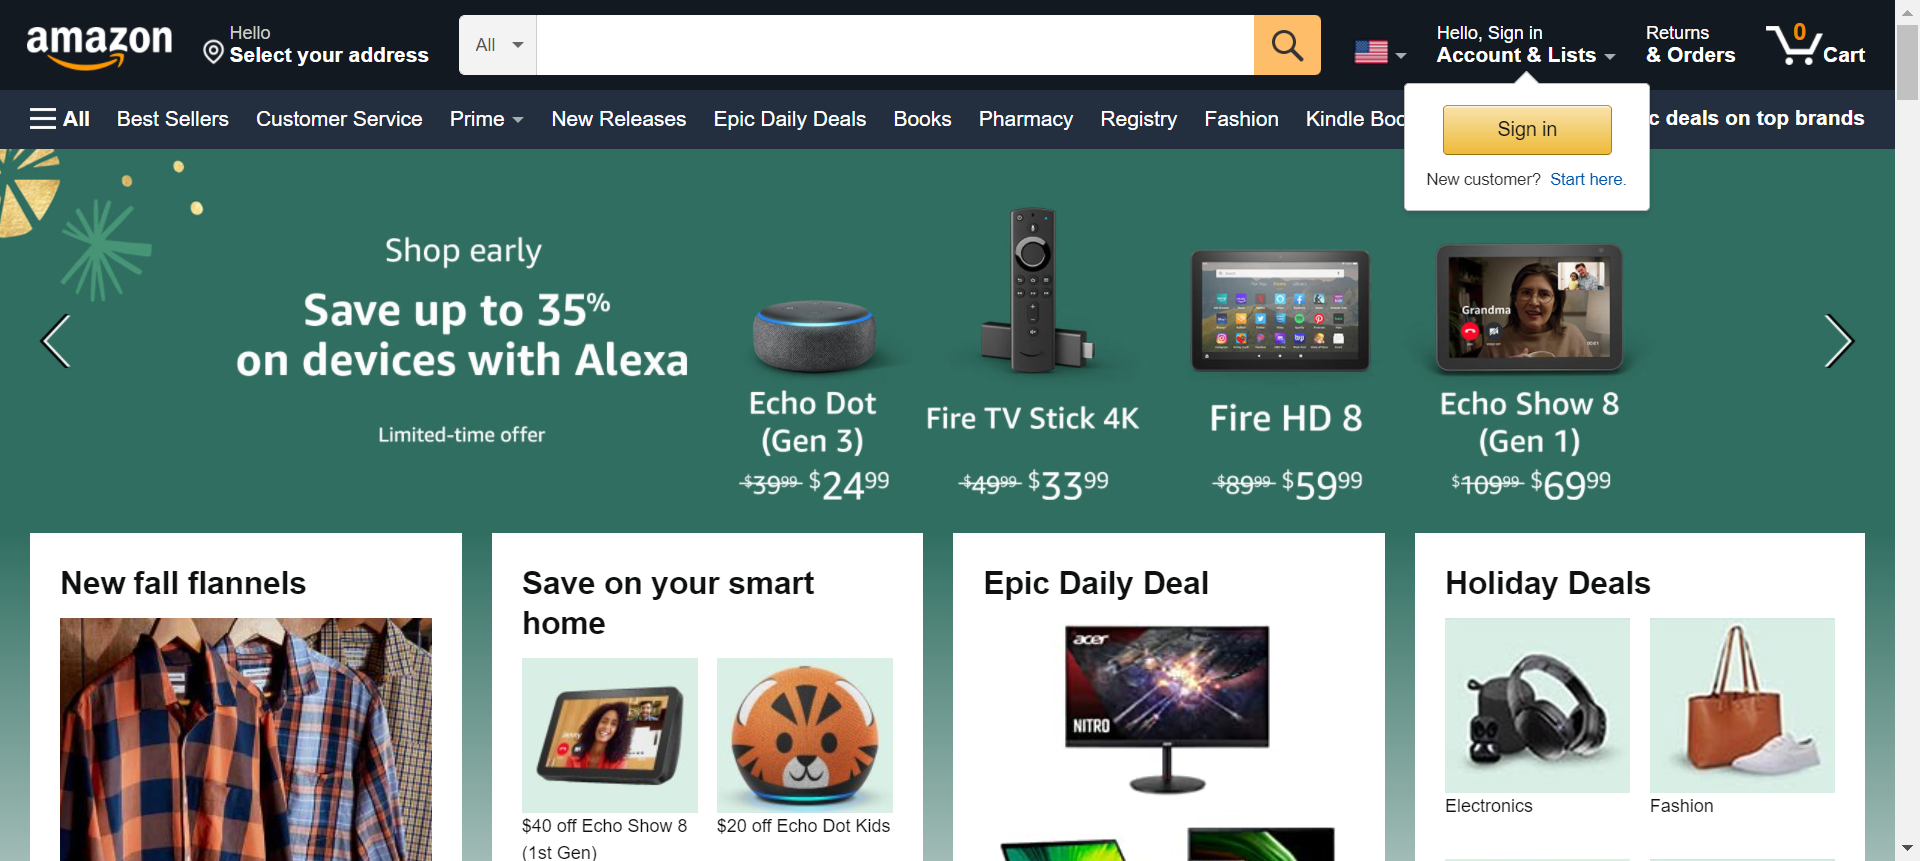 amazon
Hello
Select your address
All
Hello, Sign in
Account & Lists
Returns
& Orders
0
Cart
All
Best Sellers
Customer Service
Prime
New Releases
Epic Daily Deals
Books
Pharmacy
Registry
Fashion
Kindle Boo
c deals on top brands
Sign in
New customer? Start here.
Shop early
Save up to 35%
on devices with Alexa
Limited-time offer
Grandma
Echo Dot
(Gen 3)
$39.99 $24.99
Fire TV Stick 4K
$49.99 $33.99
Fire HD 8
$89.99 $59.99
Echo Show 8
(Gen 1)
$109.99 $69.99
New fall flannels
Save on your smart
home
$40 off Echo Show 8
(1st Gen)
$20 off Echo Dot Kids
Epic Daily Deal
acer
NITRO
Holiday Deals
Electronics
Fashion